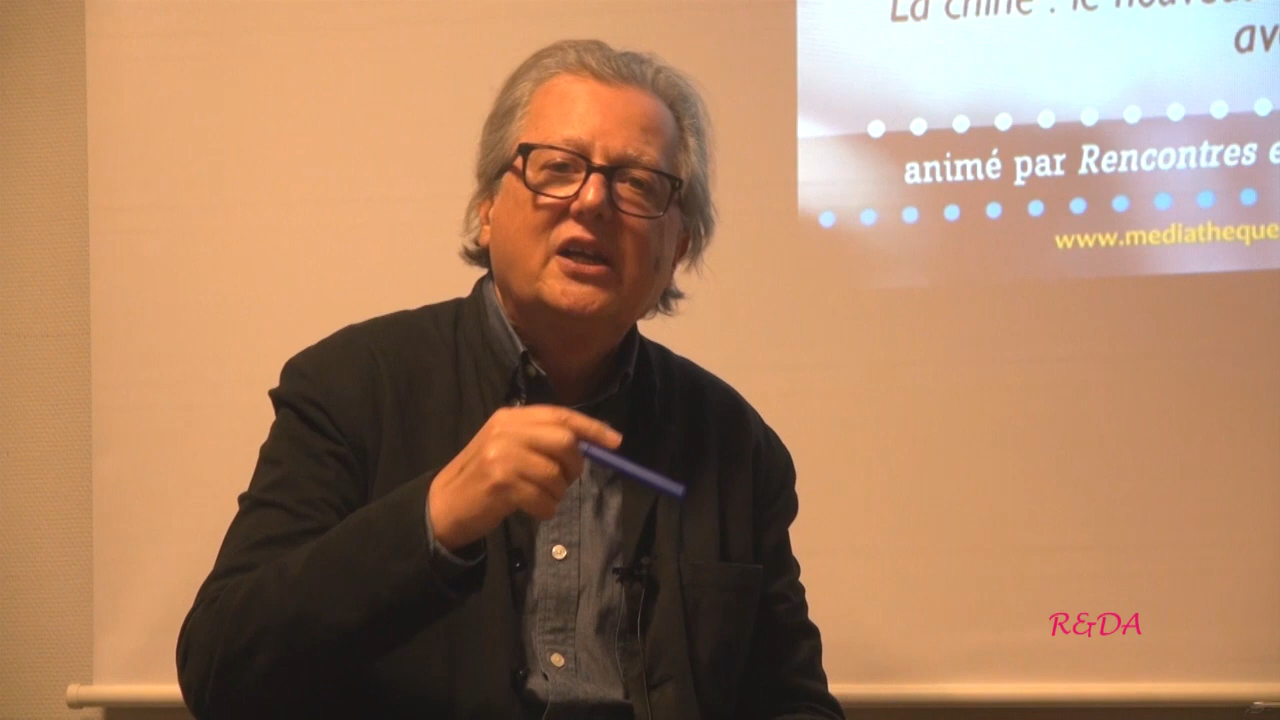 La chine : le nouveau
av
animé par Rencontres e
www.mediatheque
R&DA